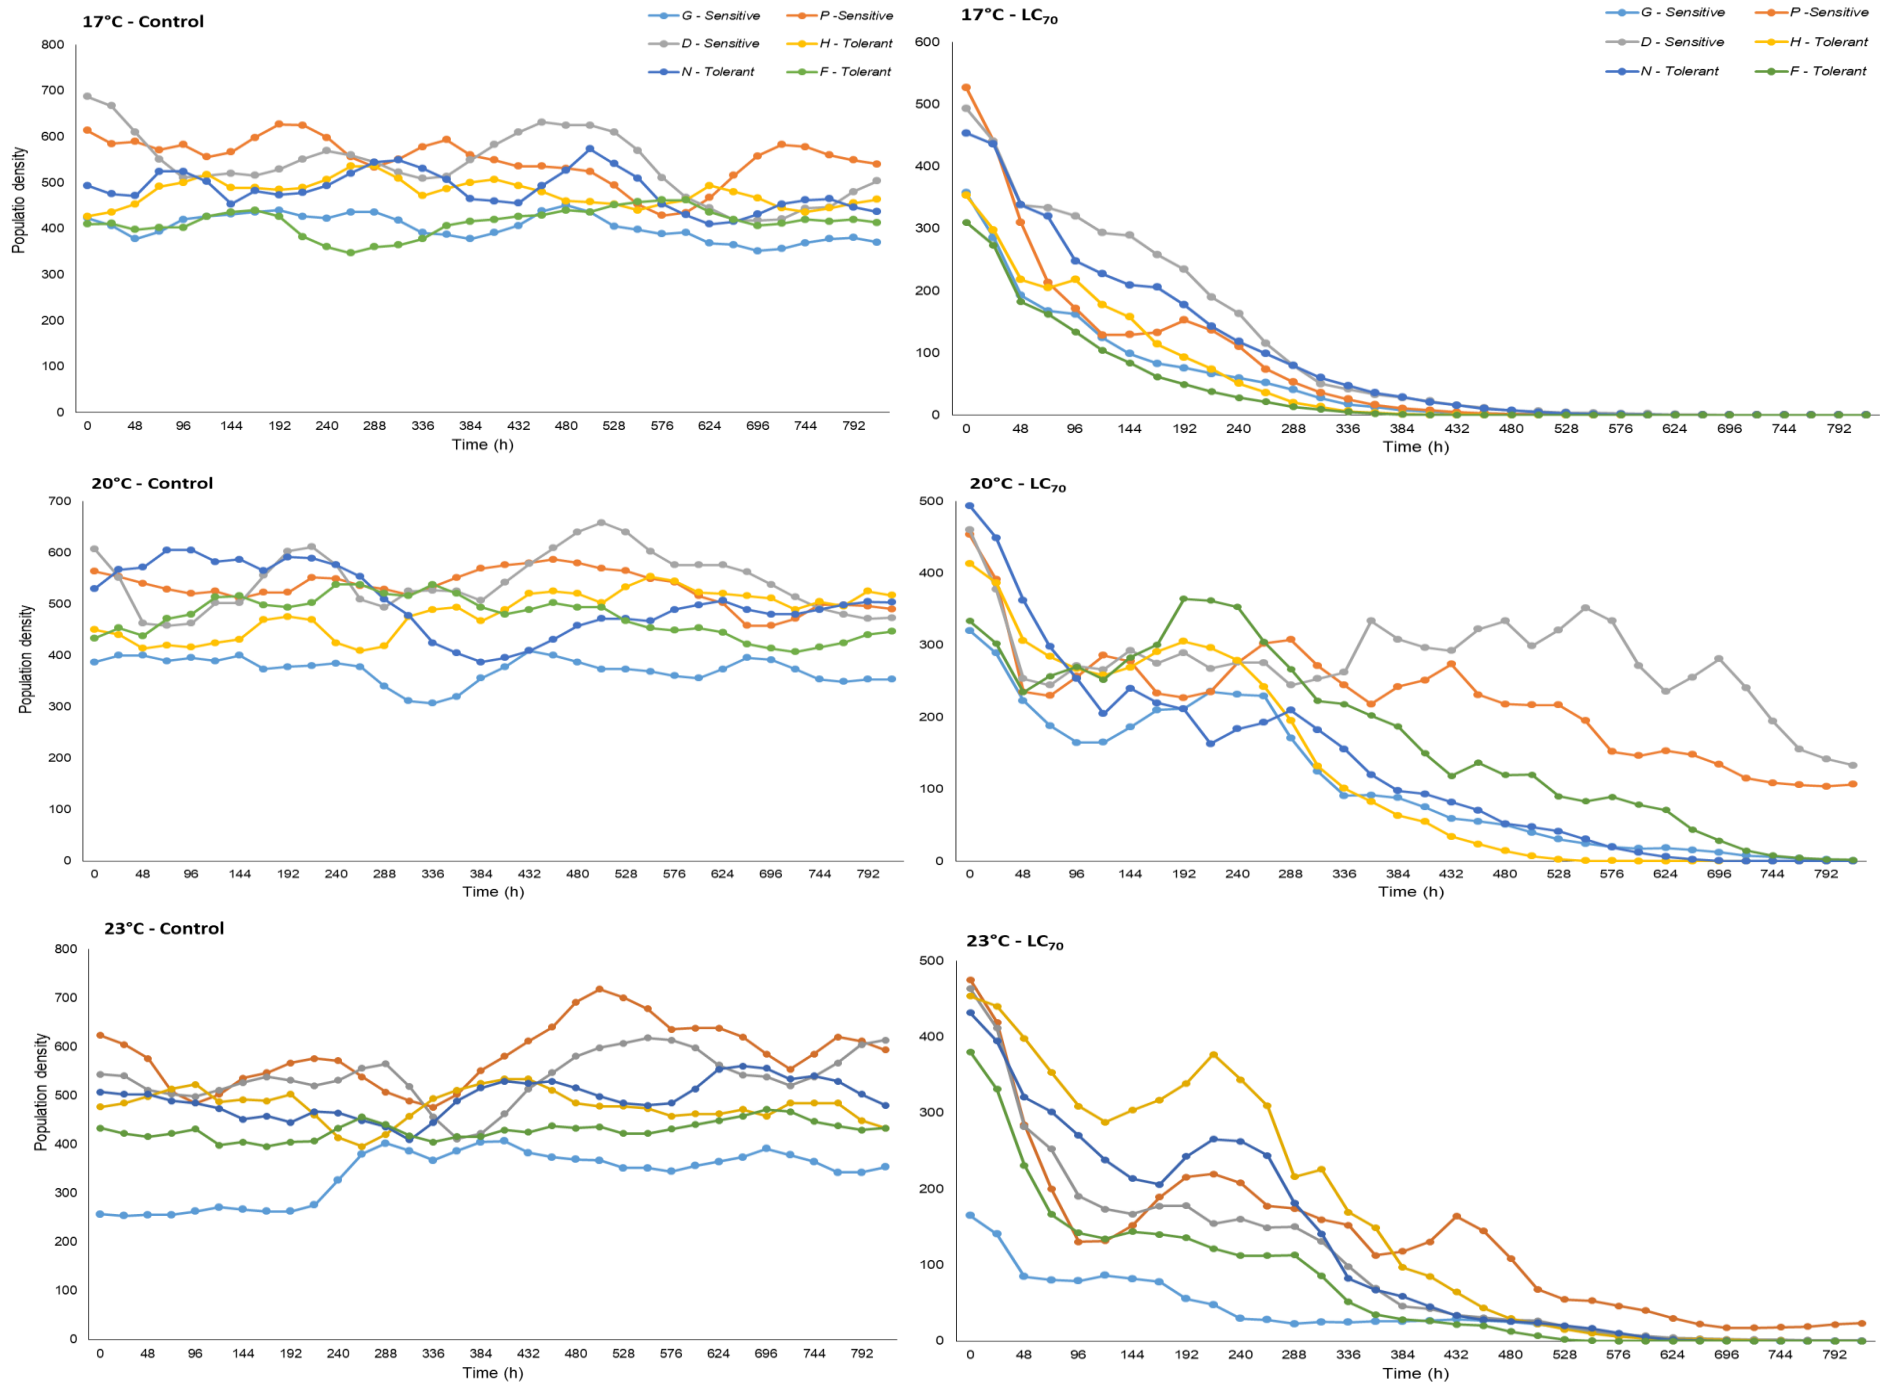 17°C - Control
G - Sensitive P -Sensitive
D - Sensitive H - Tolerant
N - Tolerant F - Tolerant
800
700
600
500
400
300
200
100
0
Populatio density
0 48 96 144 192 240 288 336 384 432 480 528 576 624 696 744 792
Time (h)
17°C - LC70
G - Sensitive P -Sensitive
D - Sensitive H - Tolerant
N - Tolerant F - Tolerant
600
500
400
300
200
100
0
0 48 96 144 192 240 288 336 384 432 480 528 576 624 696 744 792
Time (h)
20°C - Control
700
600
500
400
300
200
100
0
Population density
0 48 96 144 192 240 288 336 384 432 480 528 576 624 696 744 792
Time (h)
20°C - LC70
500
400
300
200
100
0
0 48 96 144 192 240 288 336 384 432 480 528 576 624 696 744 792
Time (h)
23°C - Control
800
700
600
500
400
300
200
100
0
Population density
0 48 96 144 192 240 288 336 384 432 480 528 576 624 696 744 792
Time (h)
23°C - LC70
500
400
300
200
100
0
0 48 96 144 192 240 288 336 384 432 480 528 576 624 696 744 792
Time (h)